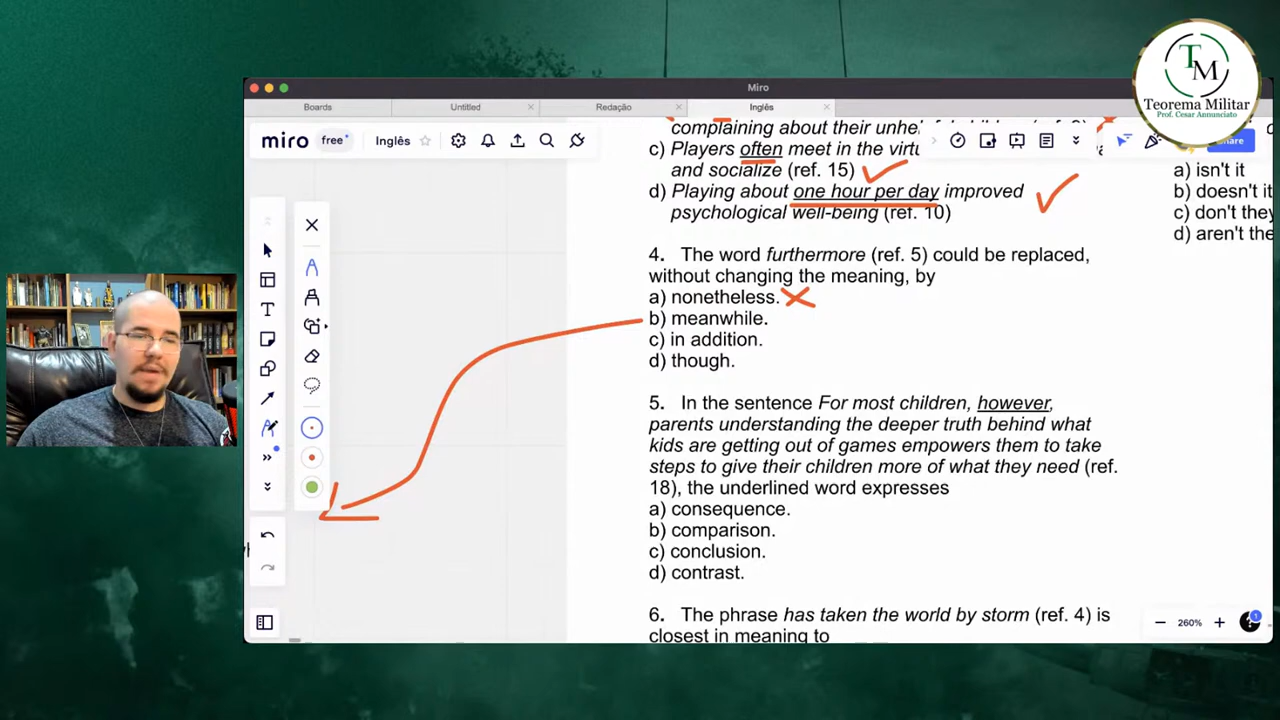 TM
Teorema Militar
Prof. Cesar Annunciato
Miro
Boards
Untitled
Redação
Inglês
miro
free
Inglês
Share
complaining about their
c) Players often meet in the virtu
and socialize (ref. 15)
d) Playing about one hour per day improved
psychological well-being (ref. 10)
4. The word furthermore (ref. 5) could be replaced,
without changing the meaning, by
a) nonetheless.
b) meanwhile.
c) in addition.
d) though.
5. In the sentence For most children, however,
parents understanding the deeper truth behind what
kids are getting out of games empowers them to take
steps to give their children more of what they need (ref.
18), the underlined word expresses
a) consequence.
b) comparison.
c) conclusion.
d) contrast.
6. The phrase has taken the world by storm (ref. 4) is
closest in meaning to
a) isn't it
b) doesn't it
c) don't they
d) aren't the
260%